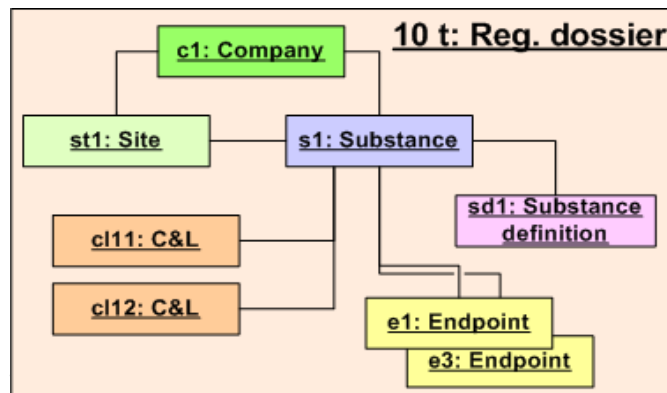 10 t: Reg. dossier
c1: Company
st1: Site
s1: Substance
sd1: Substance
definition
cl11: C&L
cl12: C&L
e1: Endpoint
e3: Endpoint